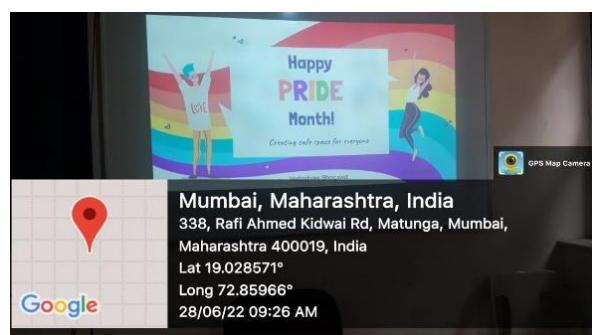 Happy
PRIDE
Month!
Creating safe space for everyone
LOVE
GPS Map Camera
Mumbai, Maharashtra, India
338, Rafi Ahmed Kidwai Rd, Matunga, Mumbai,
Maharashtra 400019, India
Lat 19.028571°
Long 72.85966°
28/06/22 09:26 AM
Google